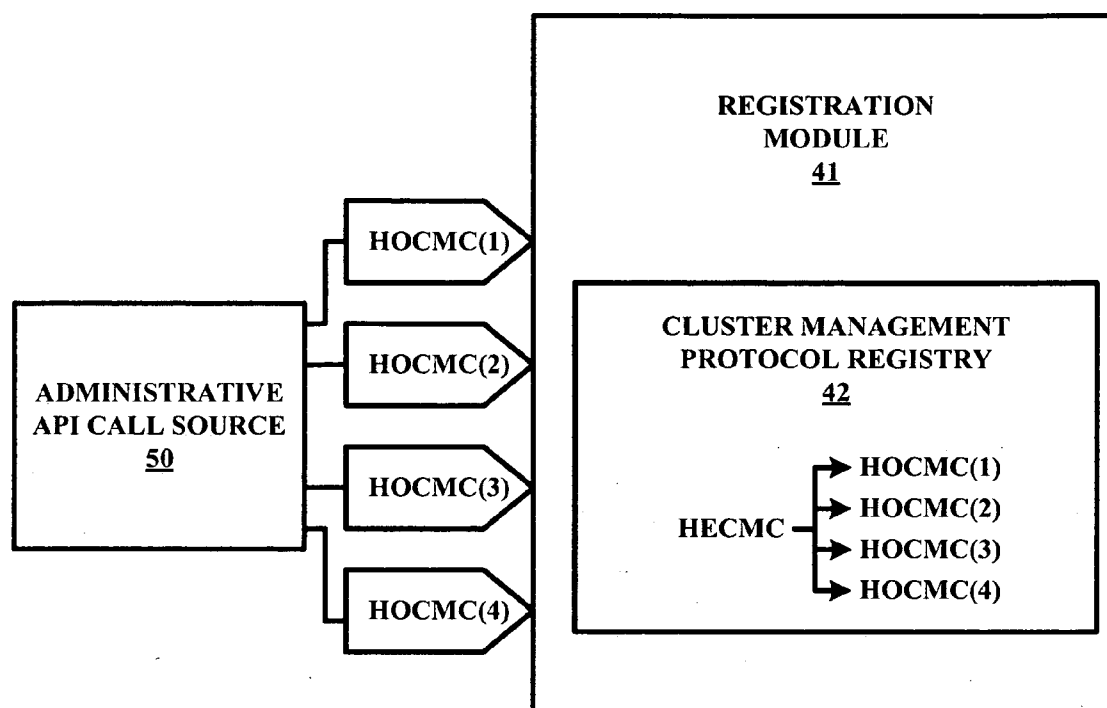 REGISTRATION
MODULE
41
HOCMC(1)
HOCMC(2)
HOCMC(3)
HOCMC(4)
ADMINISTRATIVE
API CALL SOURCE
50
CLUSTER MANAGEMENT
PROTOCOL REGISTRY
42
HECMC
HOCMC(1)
HOCMC(2)
HOCMC(3)
HOCMC(4)